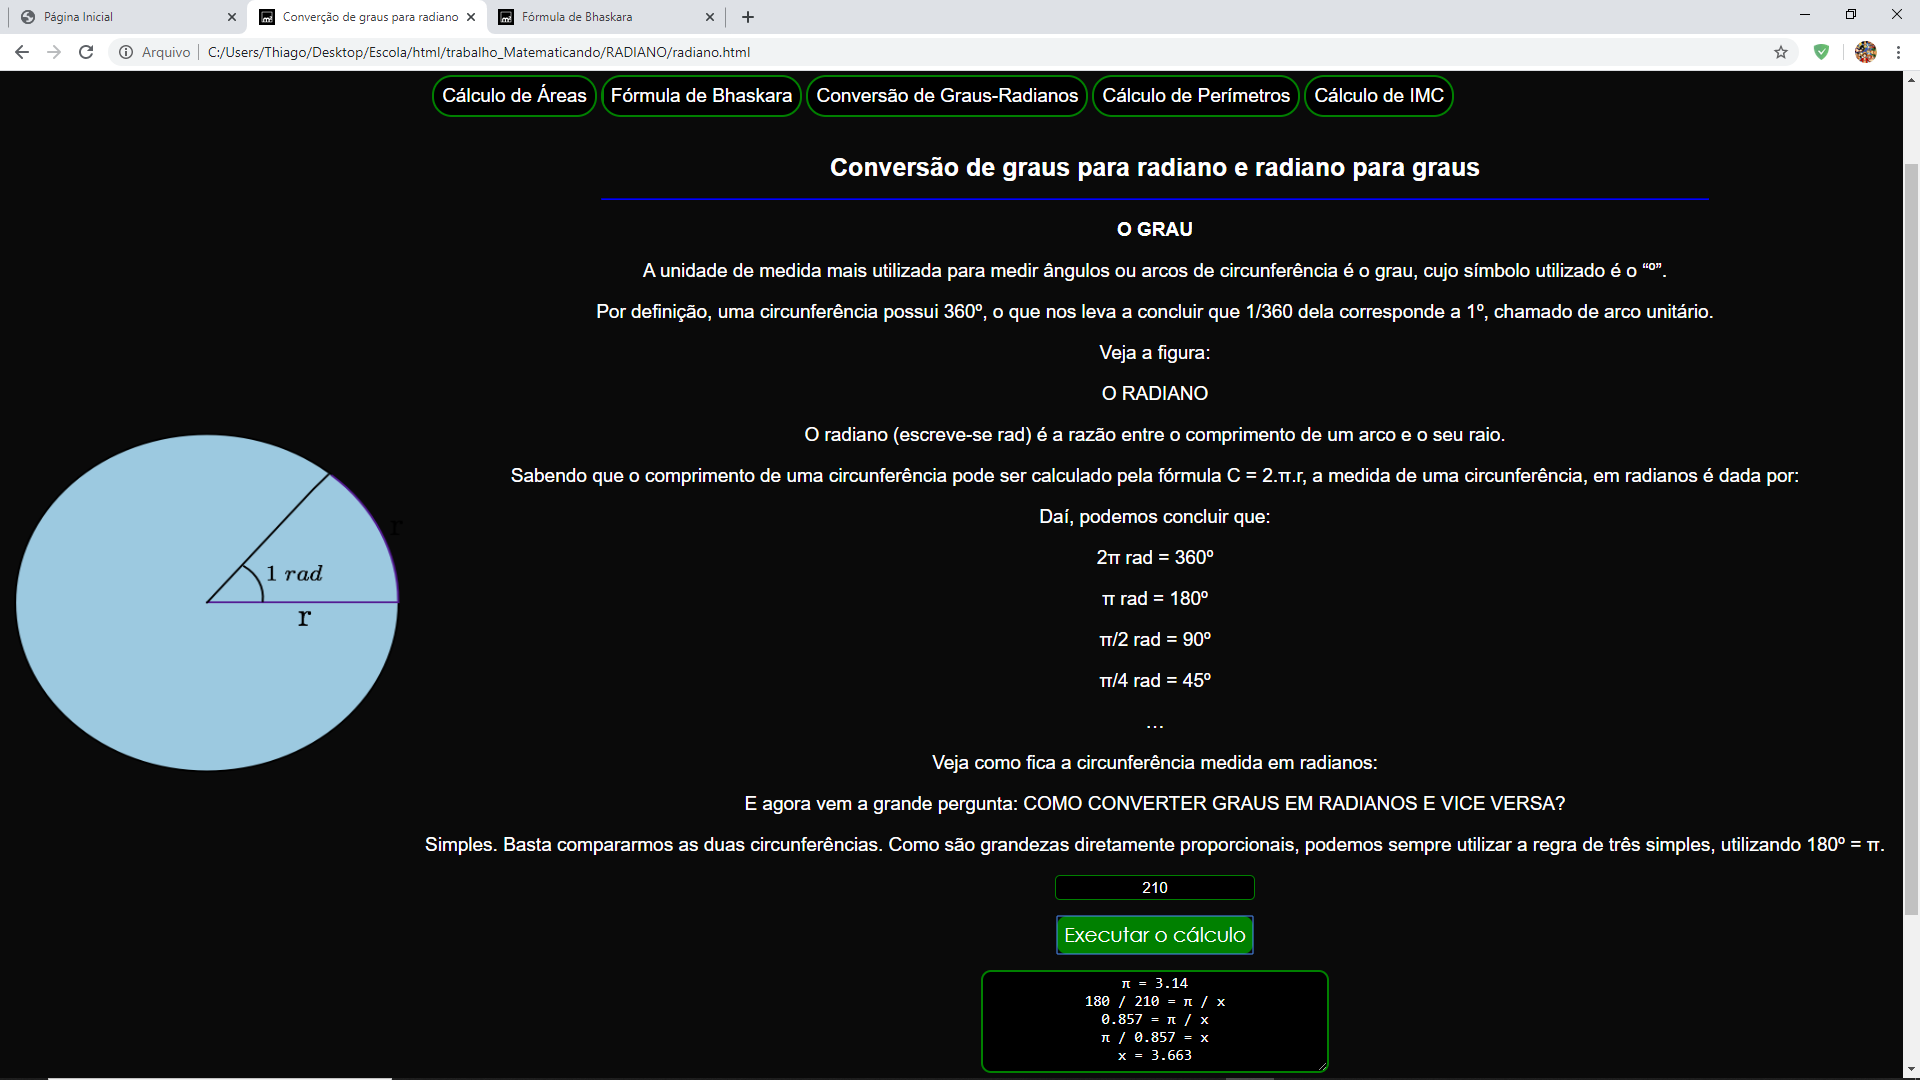 Página Inicial
Converção de graus para radiano
Fórmula de Bhaskara
Arquivo
C:/Users/Thiago/Desktop/Escola/html/trabalho_Matematicando/RADIANO/radiano.html
Cálculo de Áreas
Fórmula de Bhaskara
Conversão de Graus-Radianos
Cálculo de Perímetros
Cálculo de IMC
Conversão de graus para radiano e radiano para graus
O GRAU
A unidade de medida mais utilizada para medir ângulos ou arcos de circunferência é o grau, cujo símbolo utilizado é o “º”.
Por definição, uma circunferência possui 360º, o que nos leva a concluir que 1/360 dela corresponde a 1º, chamado de arco unitário.
Veja a figura:
O RADIANO
O radiano (escreve-se rad) é a razão entre o comprimento de um arco e o seu raio.
Sabendo que o comprimento de uma circunferência pode ser calculado pela fórmula C = 2.π.r, a medida de uma circunferência, em radianos é dada por:
Daí, podemos concluir que:
2π rad = 360º
π rad = 180º
π/2 rad = 90º
π/4 rad = 45º
…
Veja como fica a circunferência medida em radianos:
E agora vem a grande pergunta: COMO CONVERTER GRAUS EM RADIANOS E VICE VERSA?
Simples. Basta compararmos as duas circunferências. Como são grandezas diretamente proporcionais, podemos sempre utilizar a regra de três simples, utilizando 180º = π.
r
1 rad
r
210
Executar o cálculo
π = 3.14
180 / 210 = π / x
0.857 = π / x
π / 0.857 = x
x = 3.663